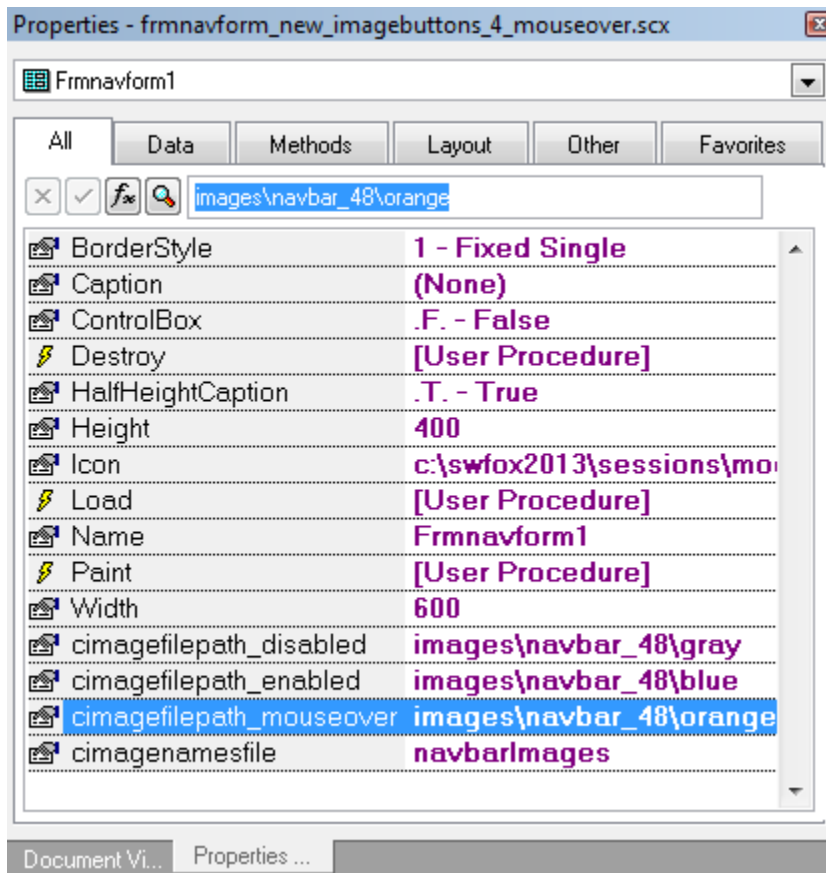 Properties - frmnavform_new_imagebuttons_4_mouseover.scx
Frmnavform1
All Data Methods Layout Other Favorites
fx images\navbar_48\orange
BorderStyle 1 - Fixed Single
Caption (None)
ControlBox .F. - False
Destroy [User Procedure]
HalfHeightCaption .T. - True
Height 400
Icon c:\swfox2013\sessions\mo
Load [User Procedure]
Name Frmnavform1
Paint [User Procedure]
Width 600
cimagefilepath_disabled images\navbar_48\gray
cimagefilepath_enabled images\navbar_48\blue
cimagefilepath_mouseover images\navbar_48\orange
cimagenamesfile navbarImages
Document Vi... Properties ...